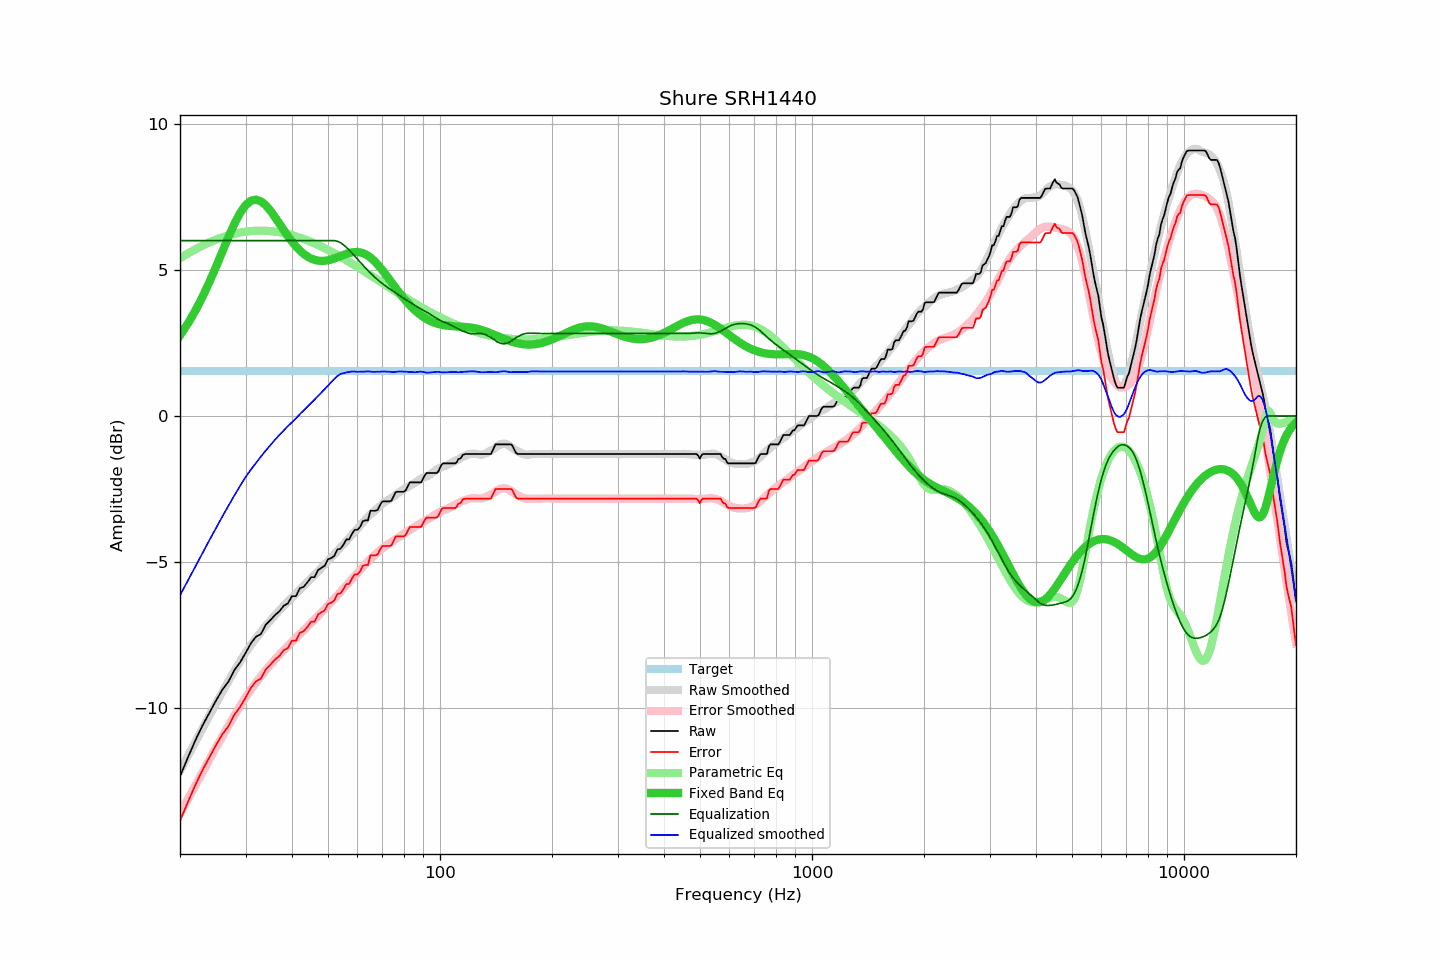 Shure SRH1440
10
5
0
−5
−10
Amplitude (dBr)
100
1000
10000
Frequency (Hz)
Target
Raw Smoothed
Error Smoothed
Raw
Error
Parametric Eq
Fixed Band Eq
Equalization
Equalized smoothed